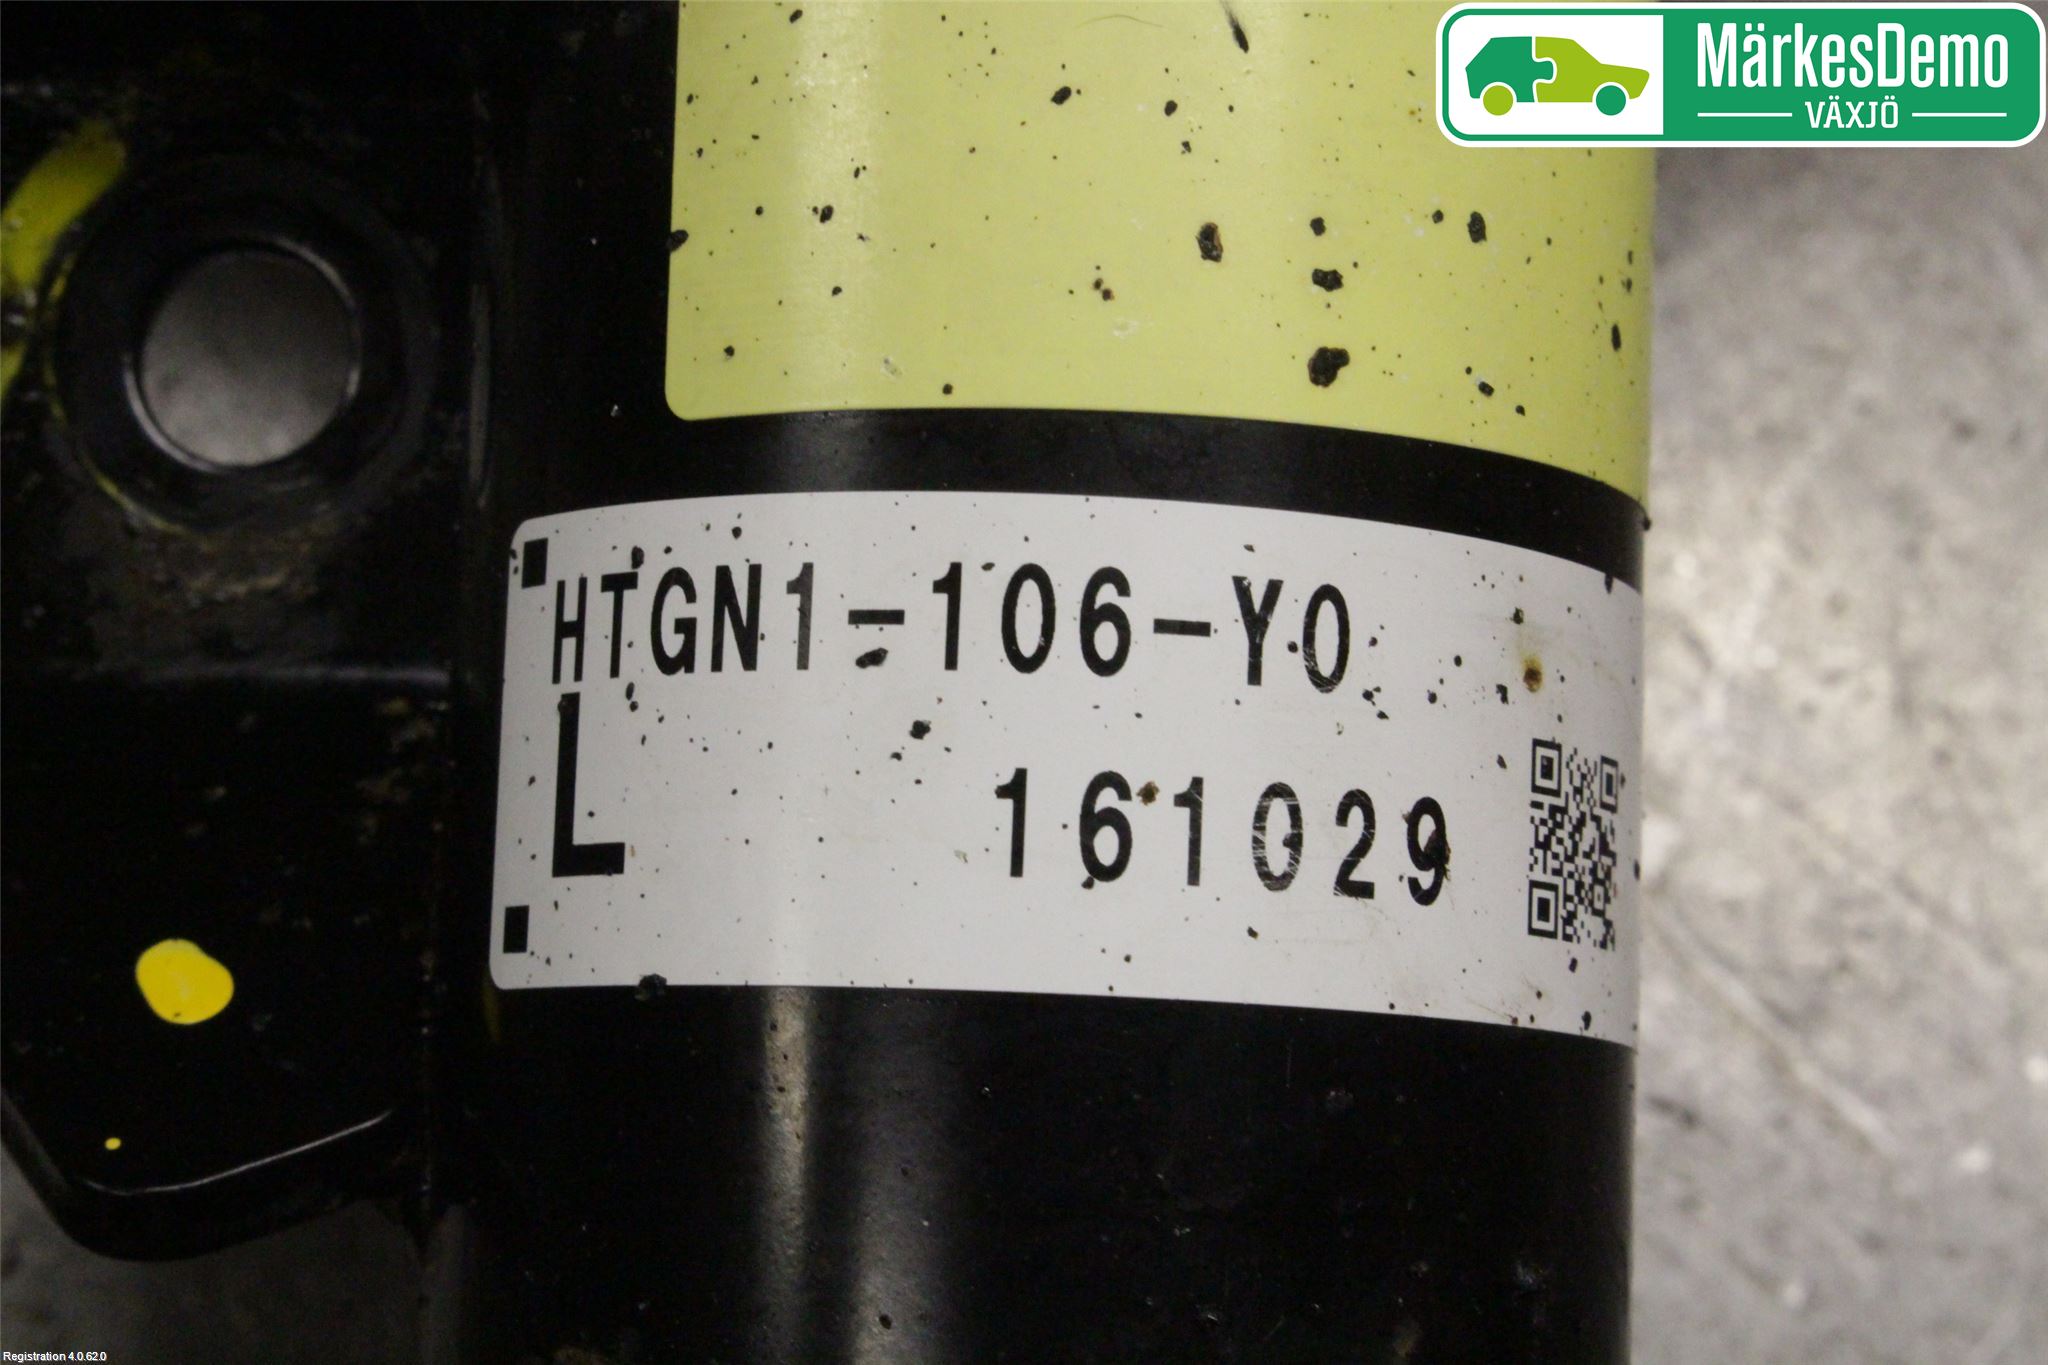 MärkesDemo
VÄXJÖ
HTGN1-106-Y0
L 161029
Registration 4.0.62.0